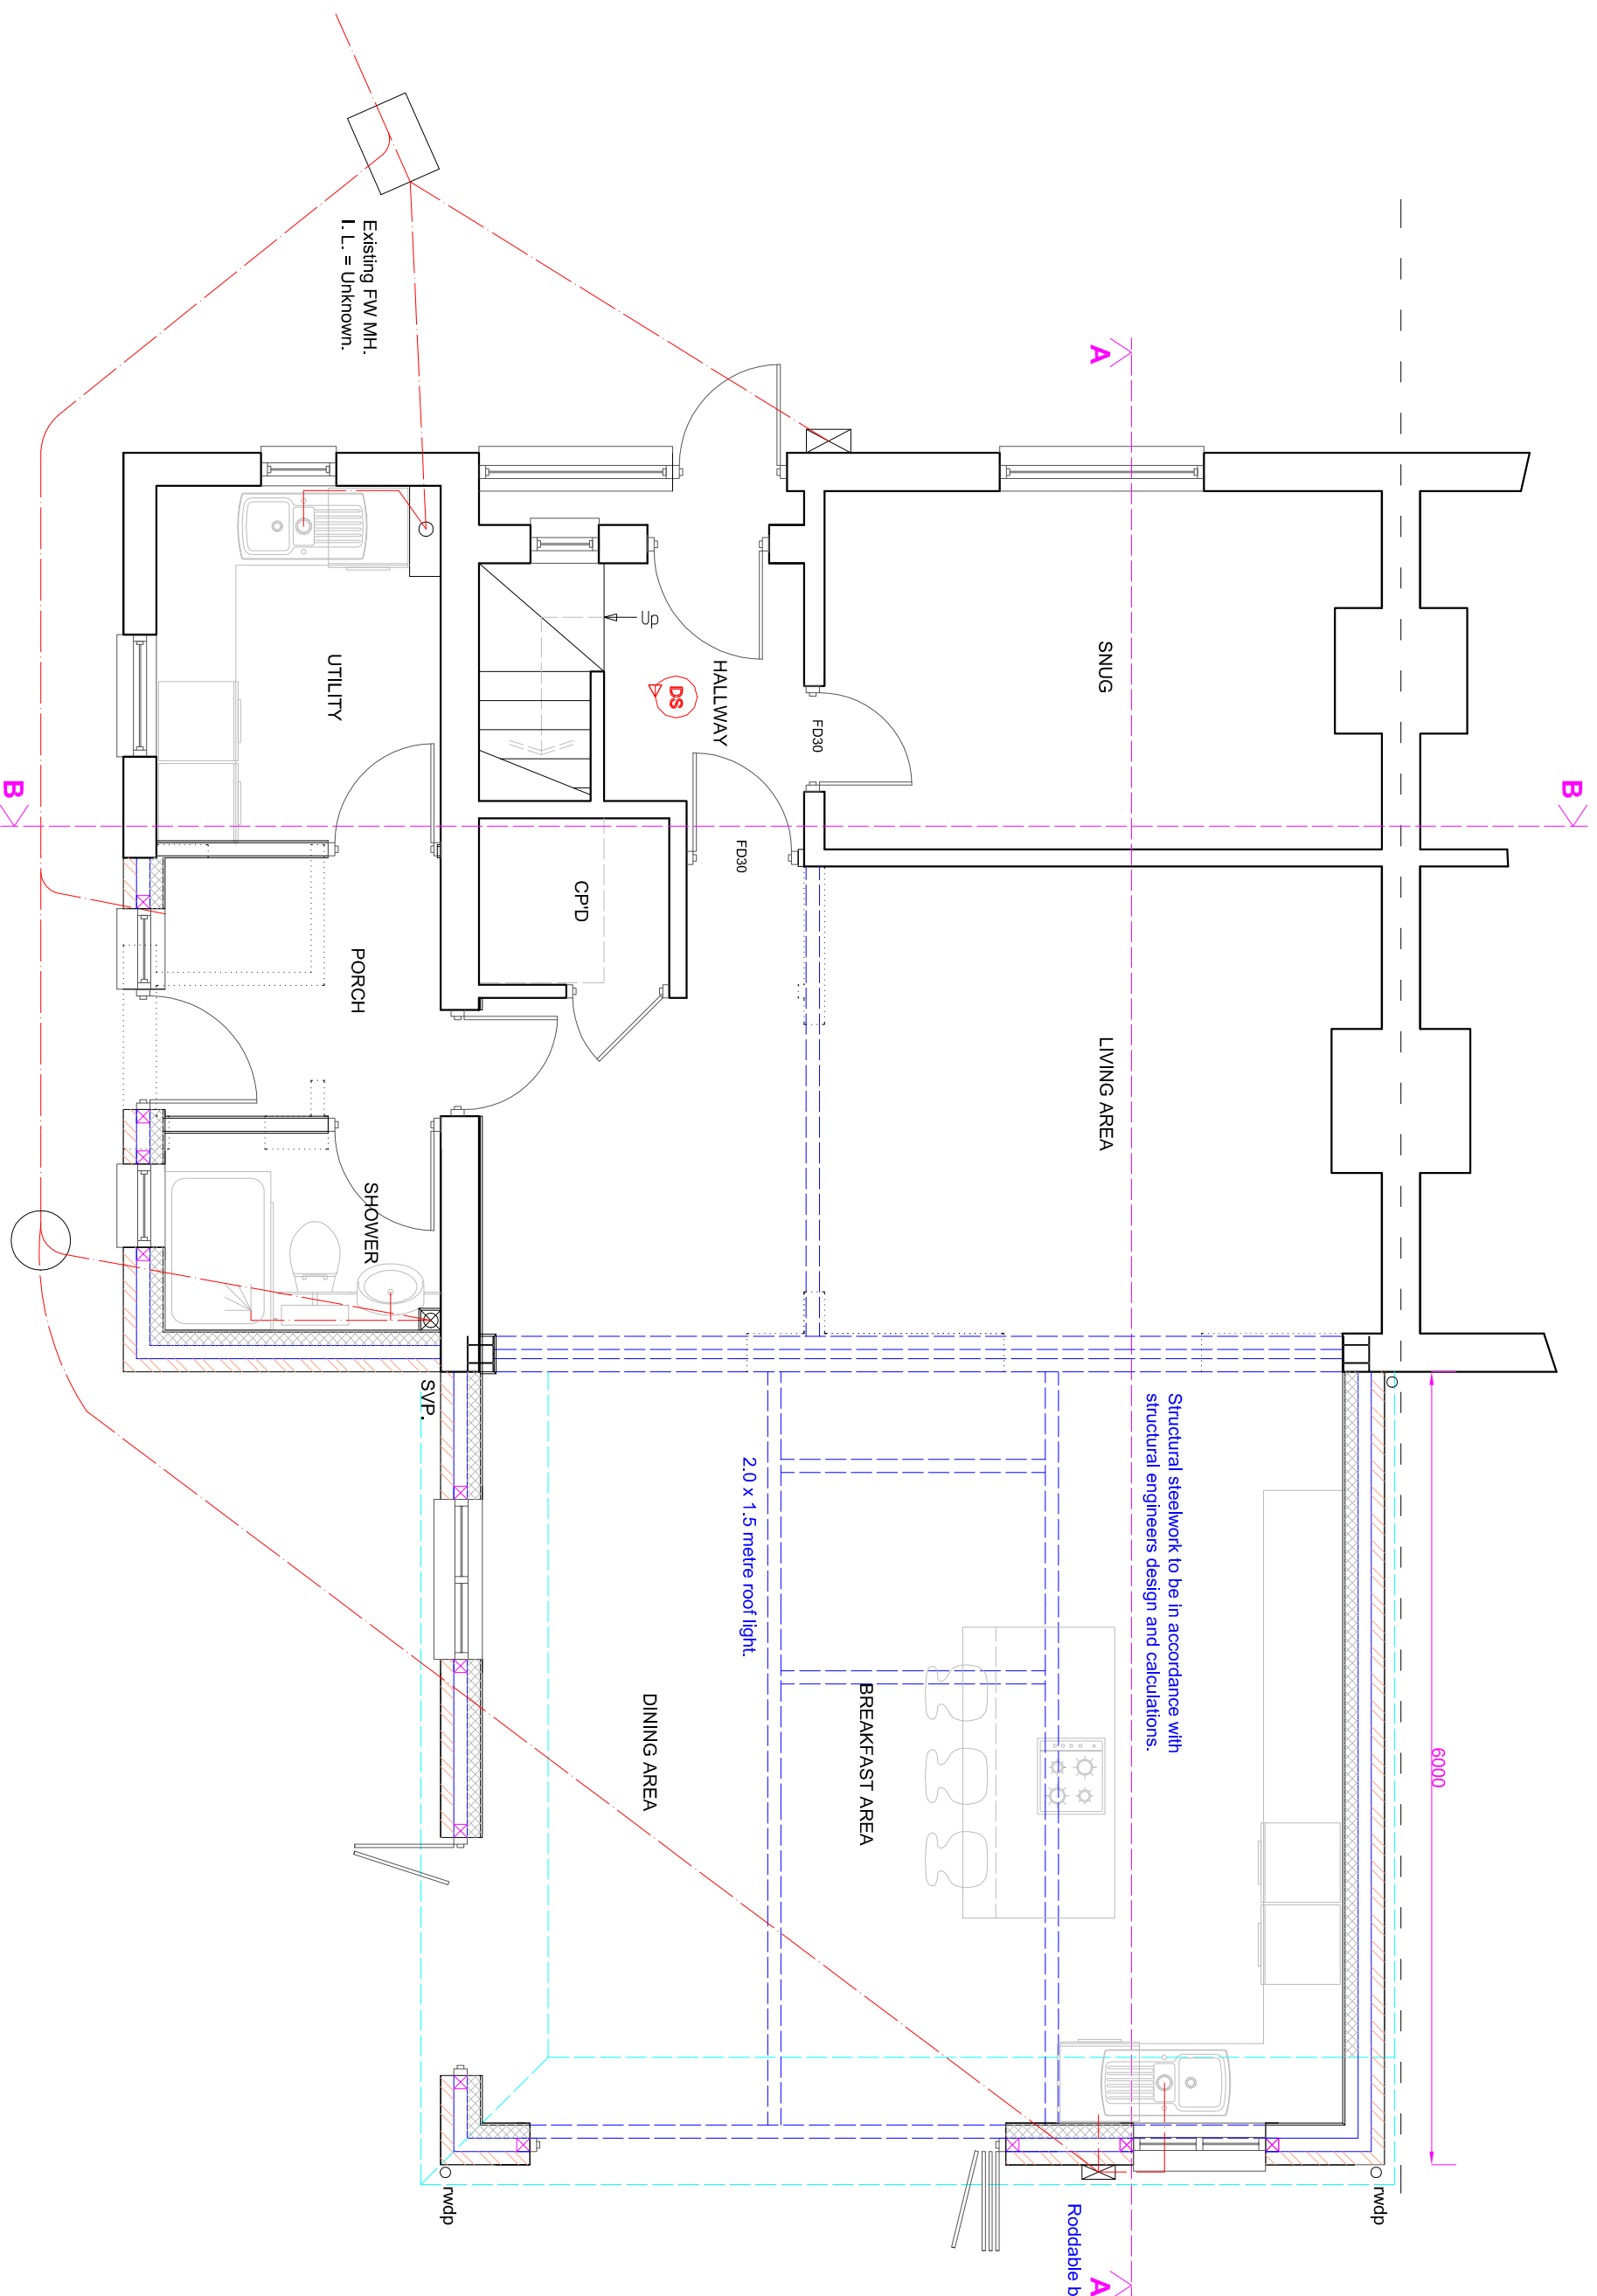 Existing FW MH.
I. L. = Unknown.
A
B
B
SNUG
UTILITY
HALLWAY
Up
DS
FD30
FD30
CP'D
PORCH
LIVING AREA
SHOWER
SVP.
Structural steelwork to be in accordance with
structural engineers design and calculations.
2.0 x 1.5 metre roof light.
6000
DINING AREA
BREAKFAST AREA
rwdp
rwdp
Roddable b
A